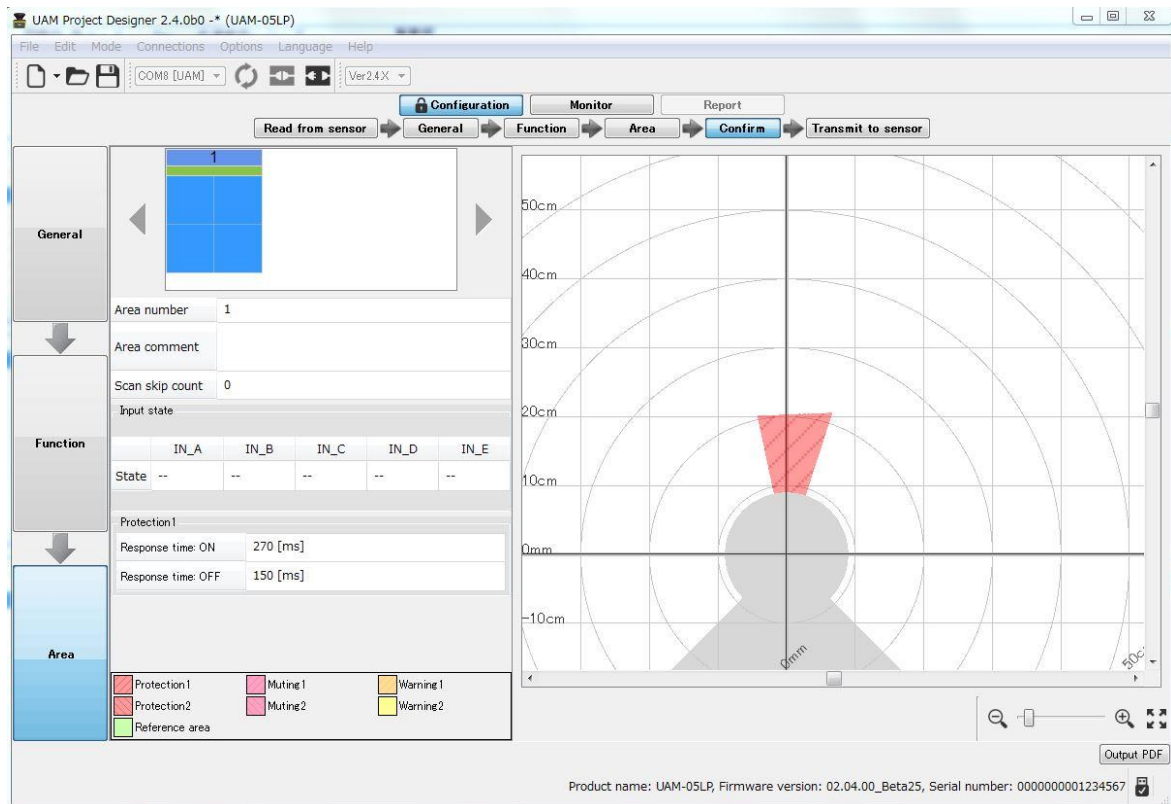 UAM Project Designer 2.4.0b0 -* (UAM-05LP)
File Edit Mode Connections Options Language Help
COM8 [UAM] Ver2.4.X
Configuration Monitor Report
Read from sensor General Function Area Confirm Transmit to sensor
General
Function
Area
1
Area number 1
Area comment
Scan skip count 0
Input state
IN_A IN_B IN_C IN_D IN_E
State -- -- -- -- --
Protection1
Response time: ON 270 [ms]
Response time: OFF 150 [ms]
Protection1 Muting1 Warning1
Protection2 Muting2 Warning2
Reference area
50cm
40cm
30cm
20cm
10cm
0mm
-10cm
0mm
Output PDF
Product name: UAM-05LP, Firmware version: 02.04.00_Beta25, Serial number: 0000000001234567